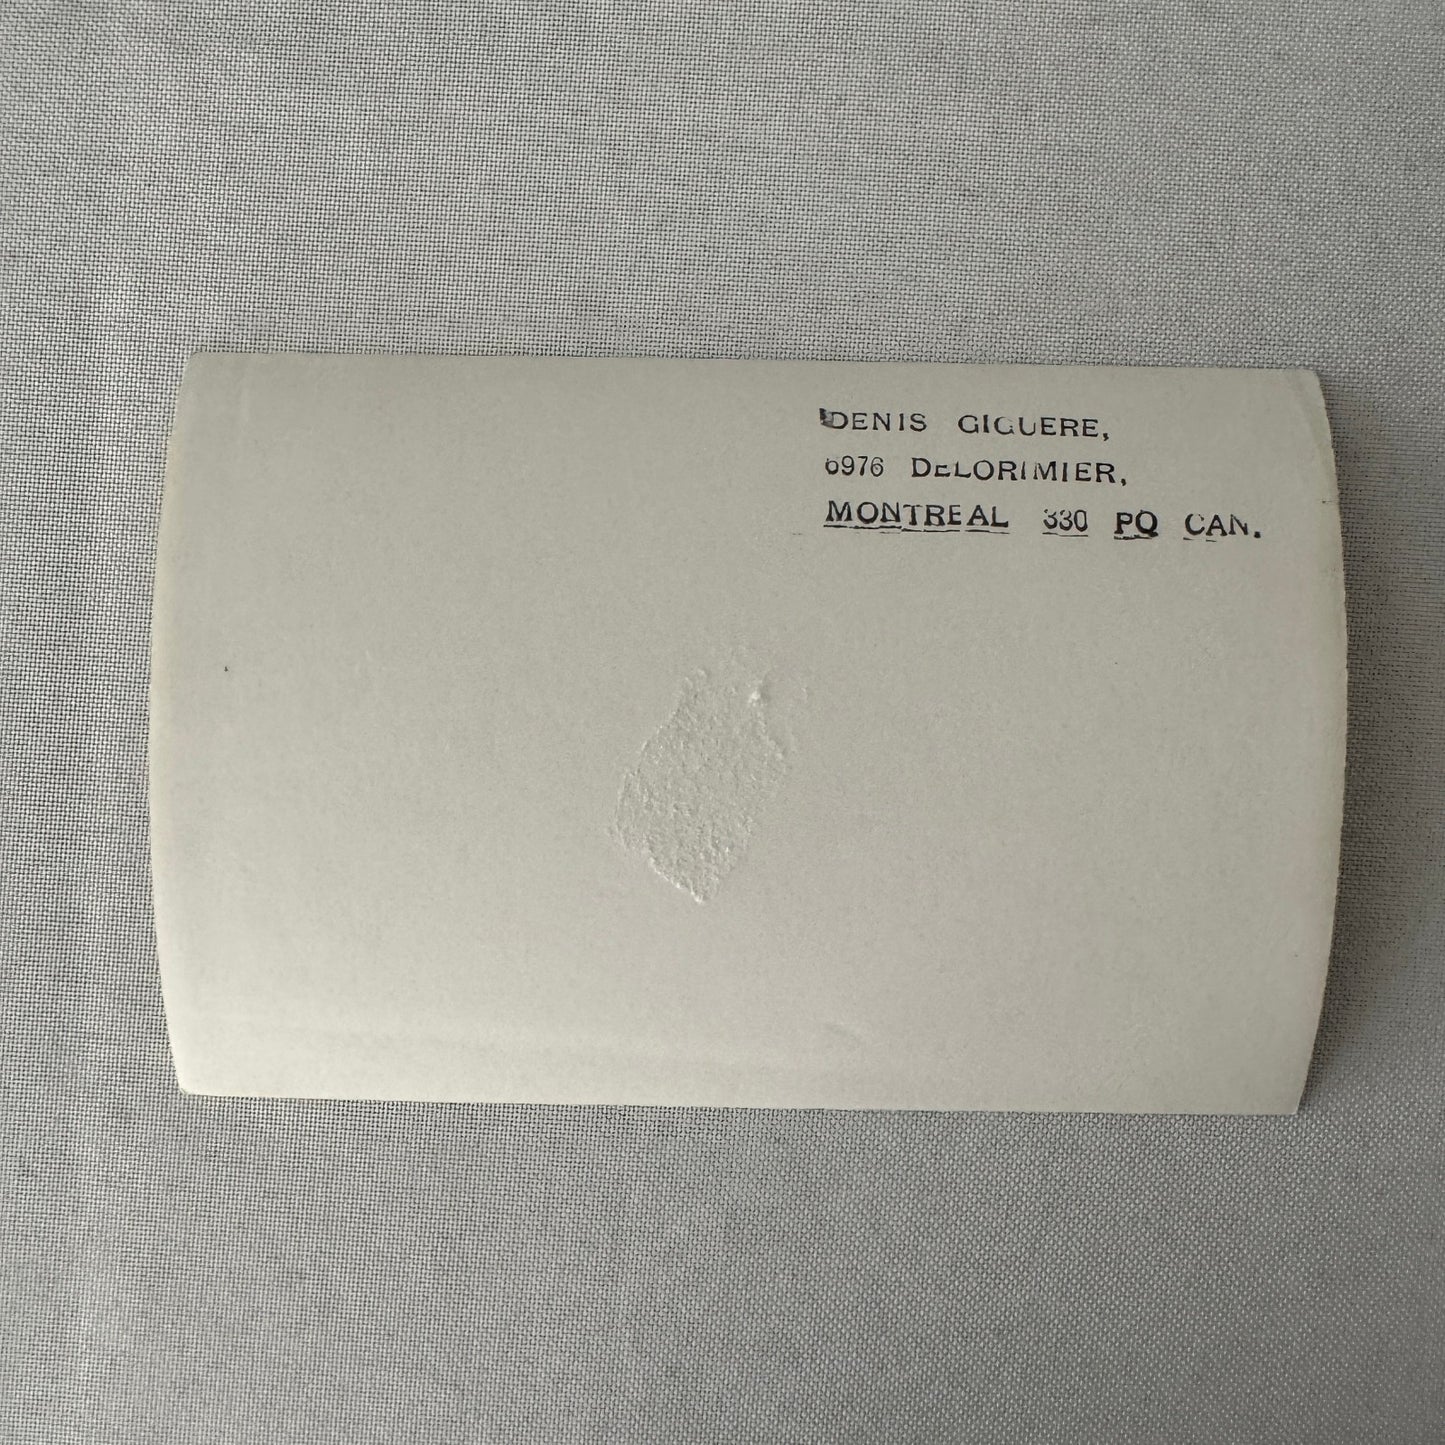 DENIS GIGUERE,
6976 DELORIMIER,
MONTREAL 330 PQ CAN.